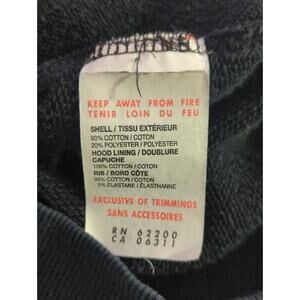 KEEP AWAY FROM FIRE
TENIR LOIN DU FEU
SHELL / TISSU EXTÉRIEUR
80% COTTON / COTON
20% POLYESTER / POLYESTER
HOOD LINING / DOUBLURE
CAPUCHE
100% COTTON / COTON
RIB / BORD CÔTE
95% COTTON / COTON
5% ELASTANE / ÉLASTHANNE
EXCLUSIVE OF TRIMMINGS
SANS ACCESSOIRES
RN 62200
CA 06311